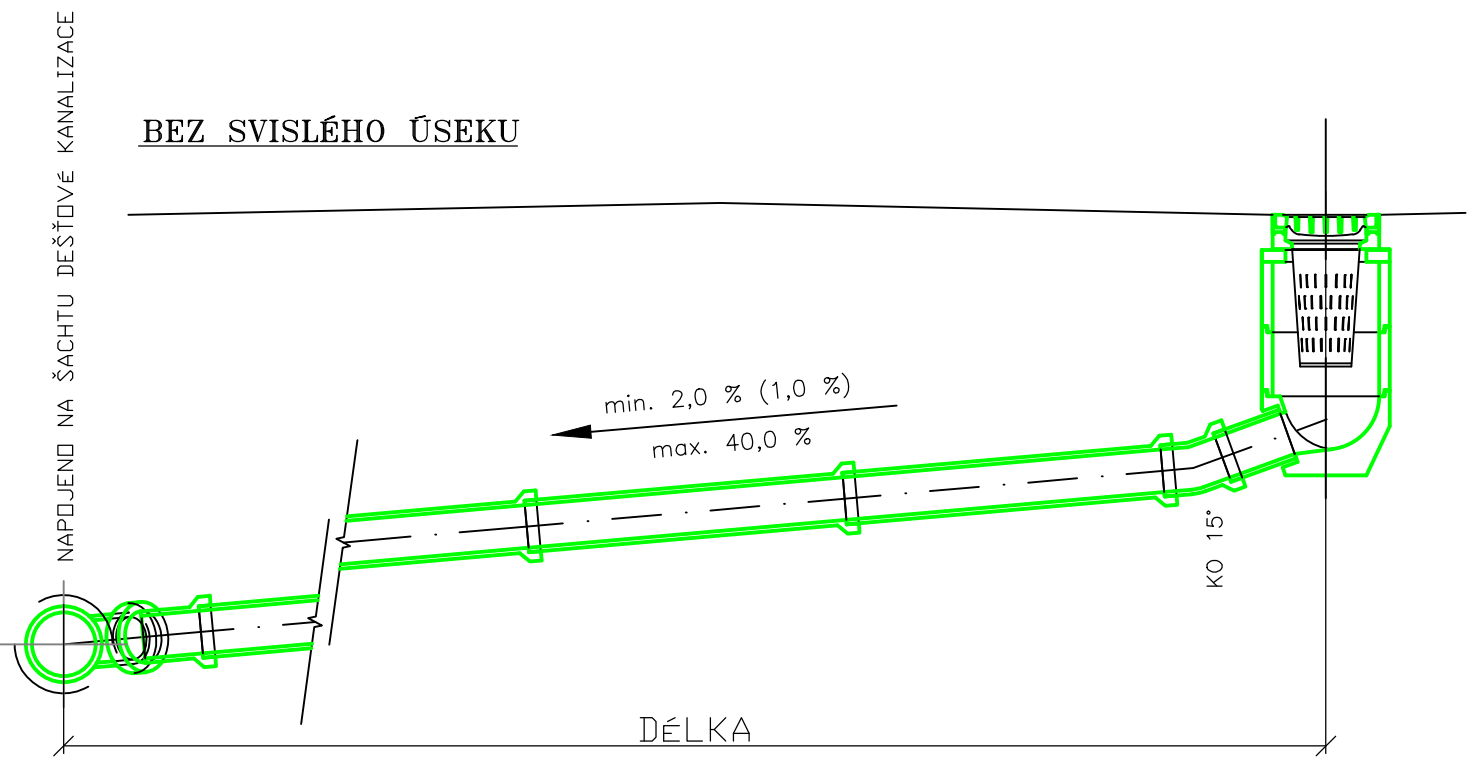 NAPOJENO NA ŠACHTU DEŠŤOVÉ KANALIZACE
BEZ SVISLÉHO ÚSEKU
min. 2,0 % (1,0 %)
max. 40,0 %
KO 15°
DÉLKA